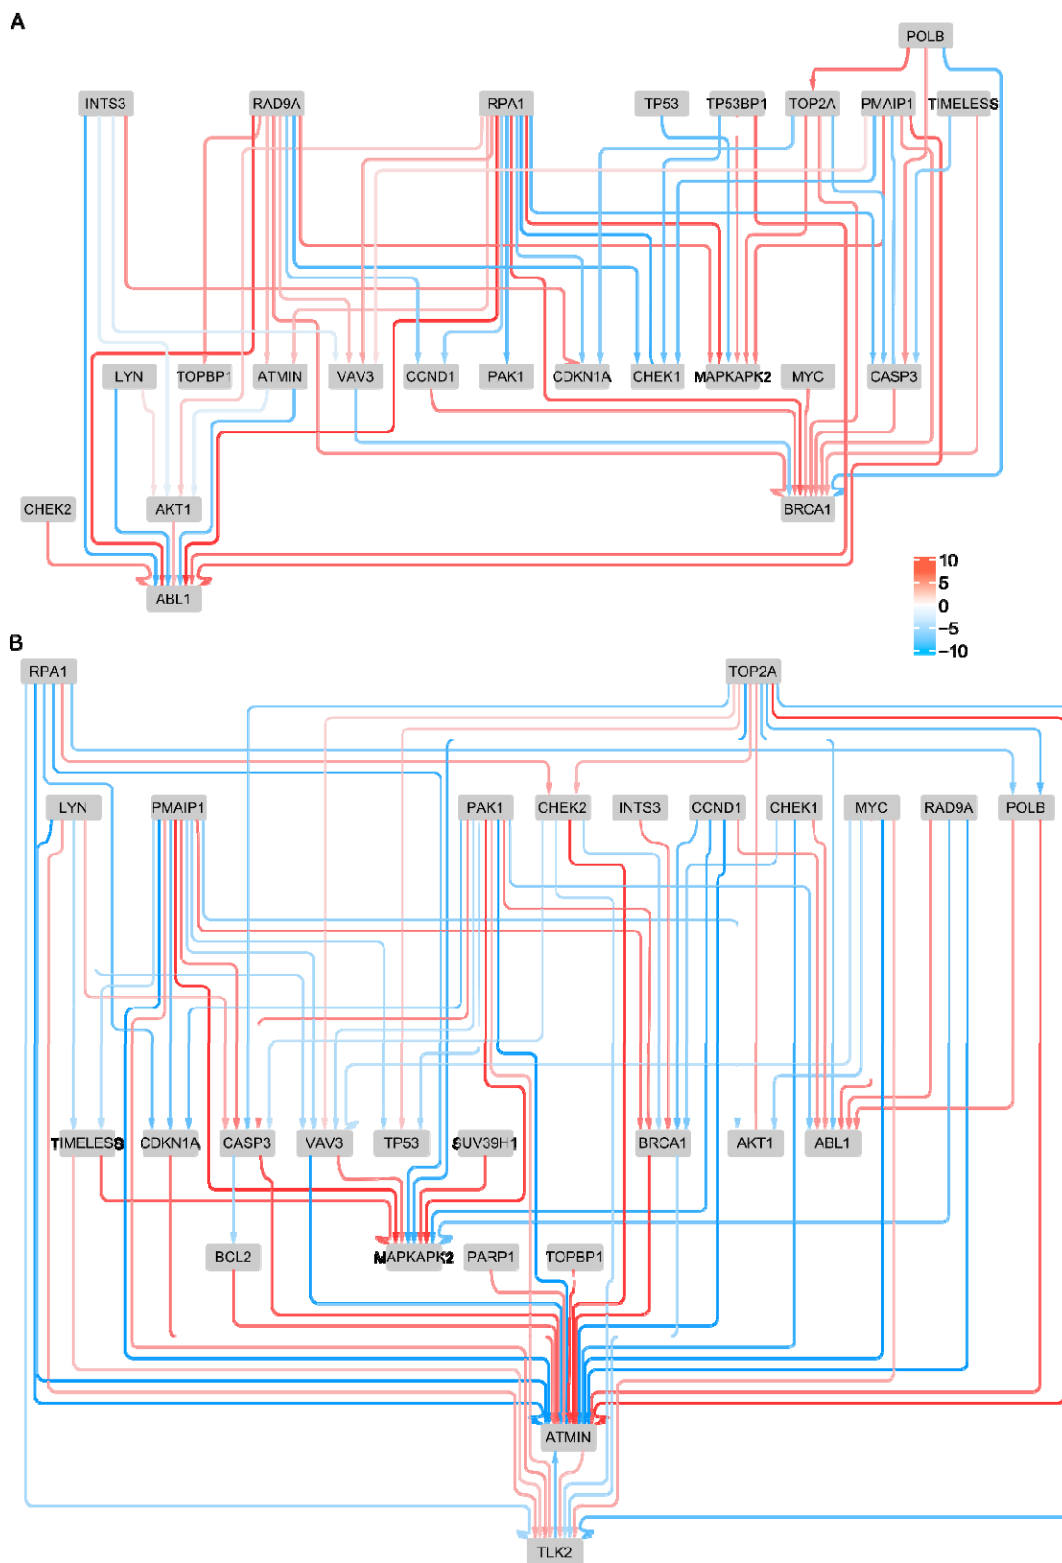 A
POLB
INTS3 RAD9A RPA1 TP53 TP53BP1 TOP2A PMAIP1 TIMELESS
LYN TOPBP1 ATMIN VAV3 CCND1 PAK1 CDKN1A CHEK1 MAPKAPK2 MYC CASP3
CHEK2 AKT1 BRCA1
ABL1
10
5
0
−5
−10
B
RPA1 TOP2A
LYN PMAIP1 PAK1 CHEK2 INTS3 CCND1 CHEK1 MYC RAD9A POLB
TIMELESS CDKN1A CASP3 VAV3 TP53 SUV39H1 BRCA1 AKT1 ABL1
BCL2 MAPKAPK2 PARP1 TOPBP1
ATMIN
TLK2